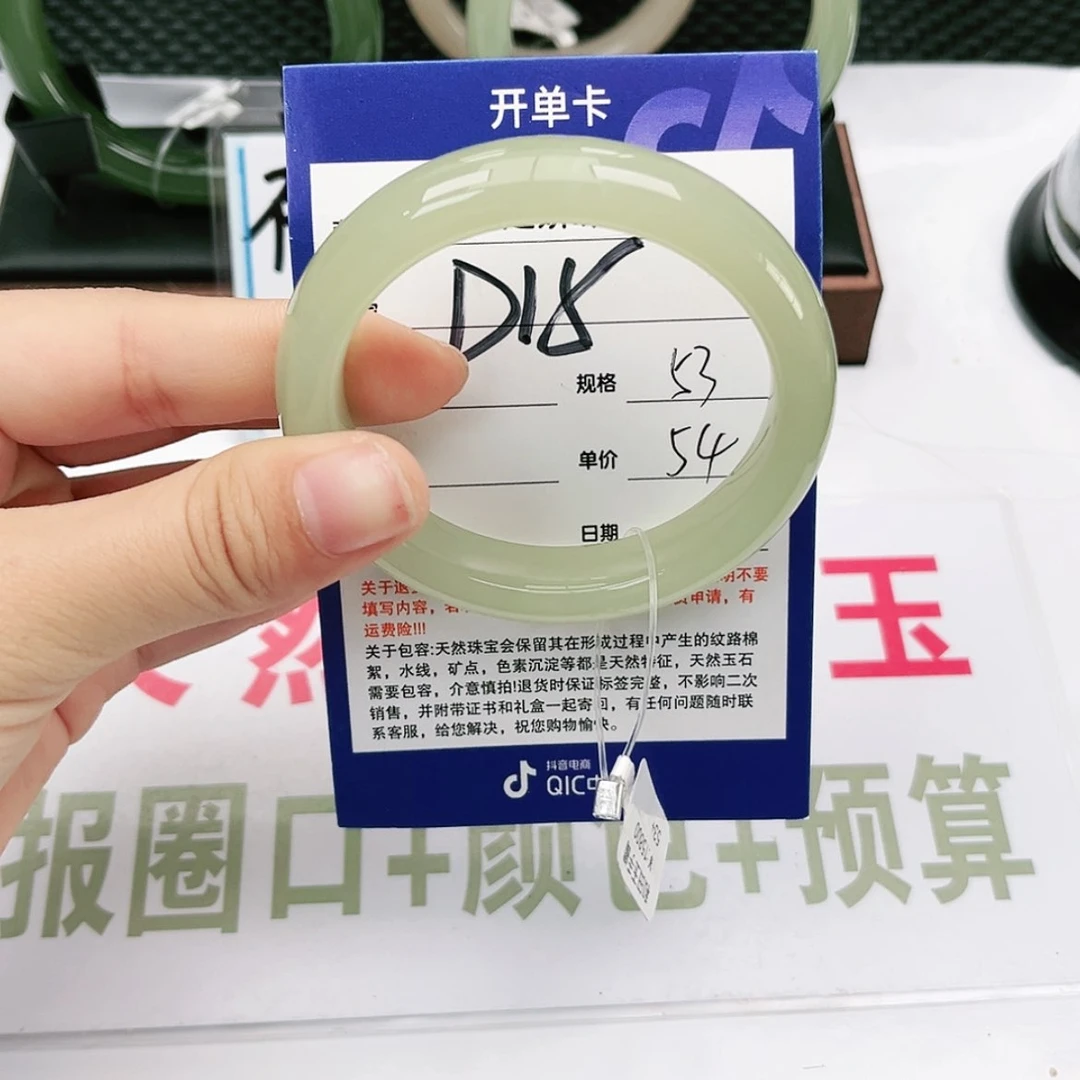 开单卡
D18
规格 53
单价 54
日期
关于退
期不要
填写内容，
申请，有
运费险!!!
关于包容:天然珠宝会保留其在形成过程中产生的纹路棉
絮，水线，矿点，色素沉淀等都是天然特征，天然玉石
需要包容，介意慎拍!退货时保证标签完整，不影响二次
销售，并附带证书和礼盒一起寄回，有任何问题随时联
系客服，给您解决，祝您购物愉快。
抖音电商
QIC
玉
报圈口+颜色+预算